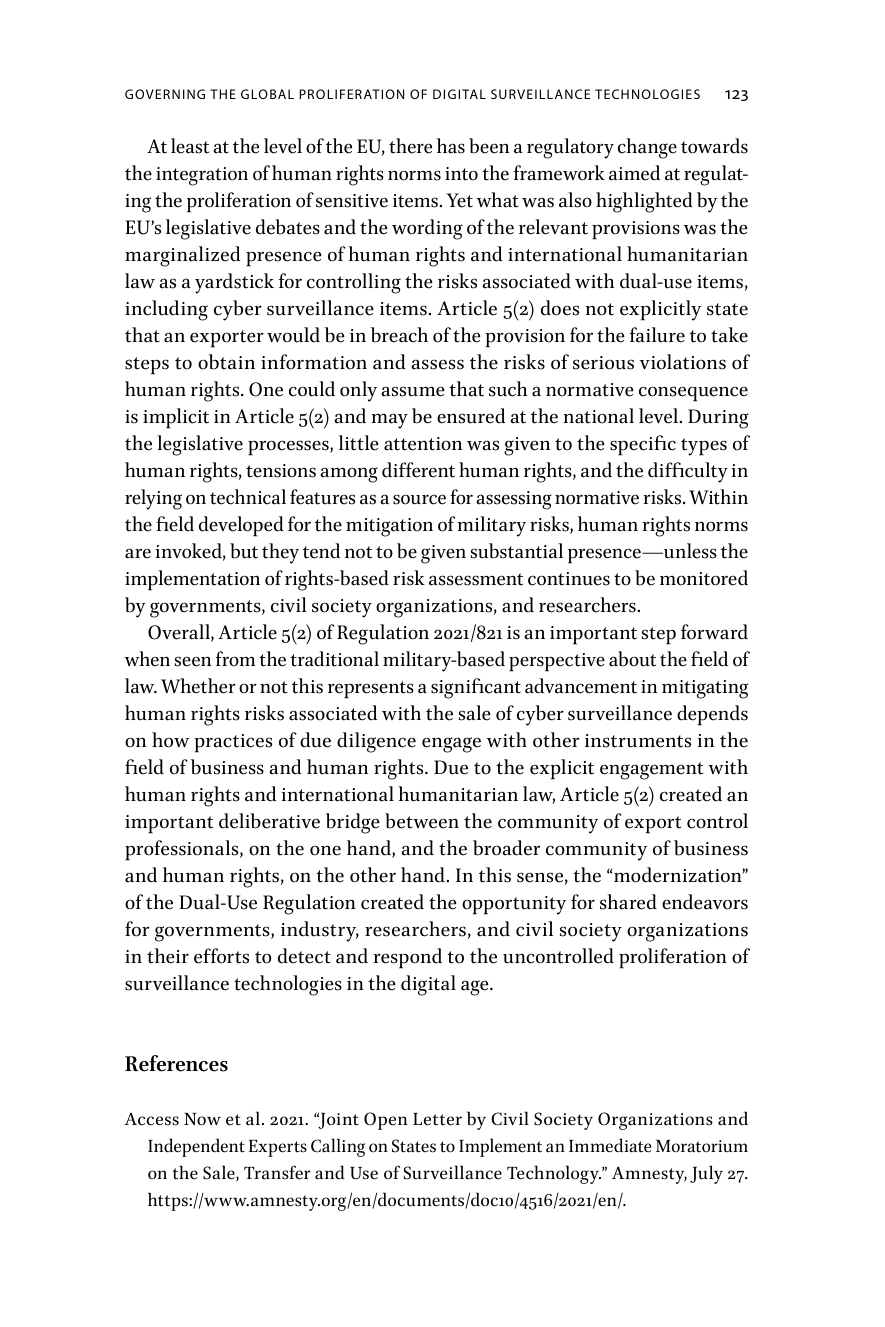 GOVERNING THE GLOBAL PROLIFERATION OF DIGITAL SURVEILLANCE TECHNOLOGIES 123
At least at the level of the EU, there has been a regulatory change towards
the integration of human rights norms into the framework aimed at regulat-
ing the proliferation of sensitive items. Yet what was also highlighted by the
EU’s legislative debates and the wording of the relevant provisions was the
marginalized presence of human rights and international humanitarian
law as a yardstick for controlling the risks associated with dual-use items,
including cyber surveillance items. Article 5(2) does not explicitly state
that an exporter would be in breach of the provision for the failure to take
steps to obtain information and assess the risks of serious violations of
human rights. One could only assume that such a normative consequence
is implicit in Article 5(2) and may be ensured at the national level. During
the legislative processes, little attention was given to the specific types of
human rights, tensions among different human rights, and the difficulty in
relying on technical features as a source for assessing normative risks. Within
the field developed for the mitigation of military risks, human rights norms
are invoked, but they tend not to be given substantial presence—unless the
implementation of rights-based risk assessment continues to be monitored
by governments, civil society organizations, and researchers.
Overall, Article 5(2) of Regulation 2021/821 is an important step forward
when seen from the traditional military-based perspective about the field of
law. Whether or not this represents a significant advancement in mitigating
human rights risks associated with the sale of cyber surveillance depends
on how practices of due diligence engage with other instruments in the
field of business and human rights. Due to the explicit engagement with
human rights and international humanitarian law, Article 5(2) created an
important deliberative bridge between the community of export control
professionals, on the one hand, and the broader community of business
and human rights, on the other hand. In this sense, the “modernization”
of the Dual-Use Regulation created the opportunity for shared endeavors
for governments, industry, researchers, and civil society organizations
in their efforts to detect and respond to the uncontrolled proliferation of
surveillance technologies in the digital age.
References
Access Now et al. 2021. “Joint Open Letter by Civil Society Organizations and
Independent Experts Calling on States to Implement an Immediate Moratorium
on the Sale, Transfer and Use of Surveillance Technology.” Amnesty, July 27.
https://www.amnesty.org/en/documents/doc10/4516/2021/en/.